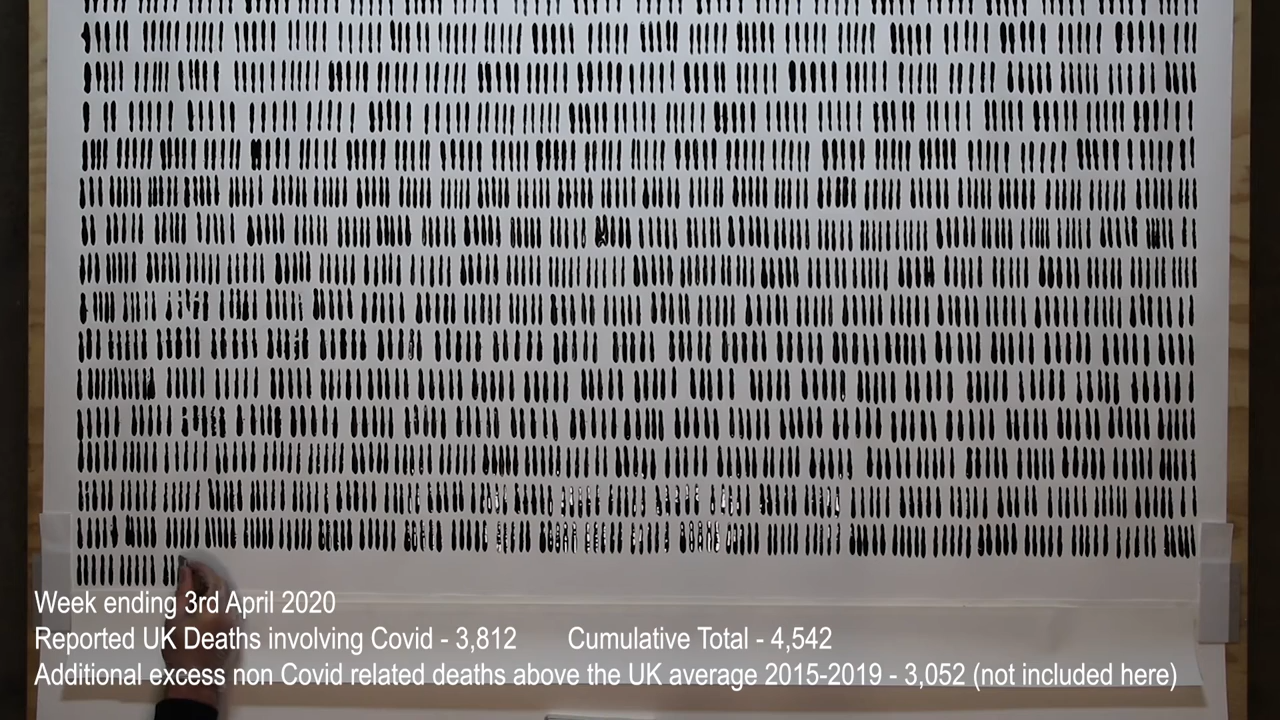 Week ending 3rd April 2020
Reported UK Deaths involving Covid - 3,812 Cumulative Total - 4,542
Additional excess non Covid related deaths above the UK average 2015-2019 - 3,052 (not included here)